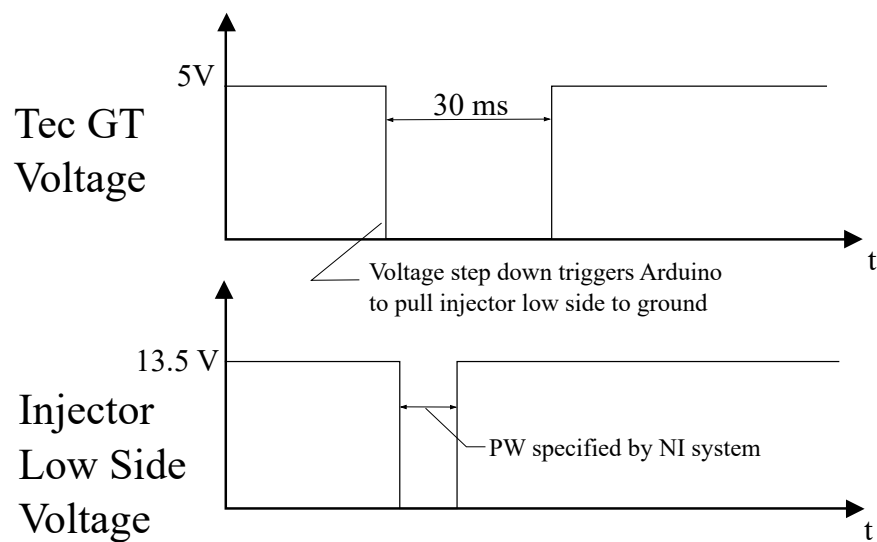 5V
Tec GT
Voltage
30 ms
t
Voltage step down triggers Arduino
to pull injector low side to ground
13.5 V
Injector
Low Side
Voltage
PW specified by NI system
t